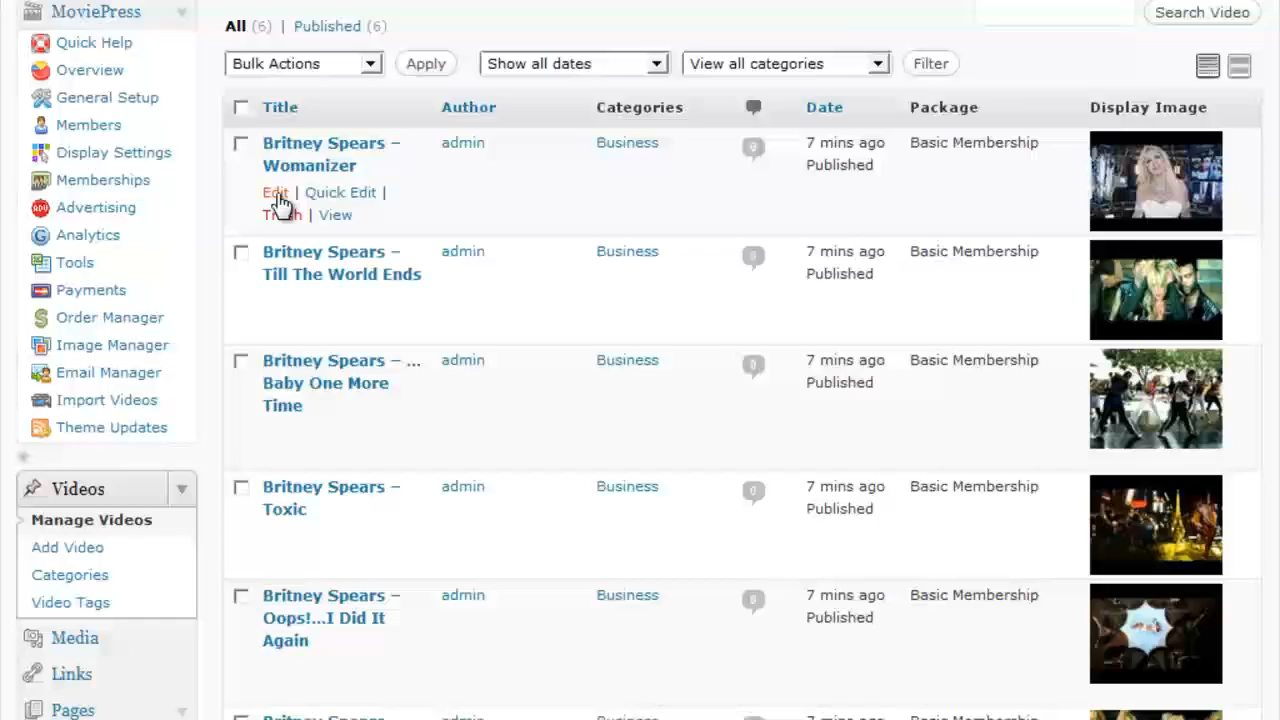 MoviePress
Quick Help
Overview
General Setup
Members
Display Settings
Memberships
Advertising
Analytics
Tools
Payments
Order Manager
Image Manager
Email Manager
Import Videos
Theme Updates
Videos
Manage Videos
Add Video
Categories
Video Tags
Media
Links
Pages
All (6) | Published (6)
Search Video
Bulk Actions Apply Show all dates View all categories Filter
Title Author Categories Date Package Display Image
Britney Spears – admin Business 0 7 mins ago Basic Membership
Womanizer Published
Edit | Quick Edit |
Trash | View
Britney Spears – admin Business 0 7 mins ago Basic Membership
Till The World Ends Published
Britney Spears – ... admin Business 0 7 mins ago Basic Membership
Baby One More Published
Time
Britney Spears – admin Business 0 7 mins ago Basic Membership
Toxic Published
Britney Spears – admin Business 0 7 mins ago Basic Membership
Oops!...I Did It Published
Again